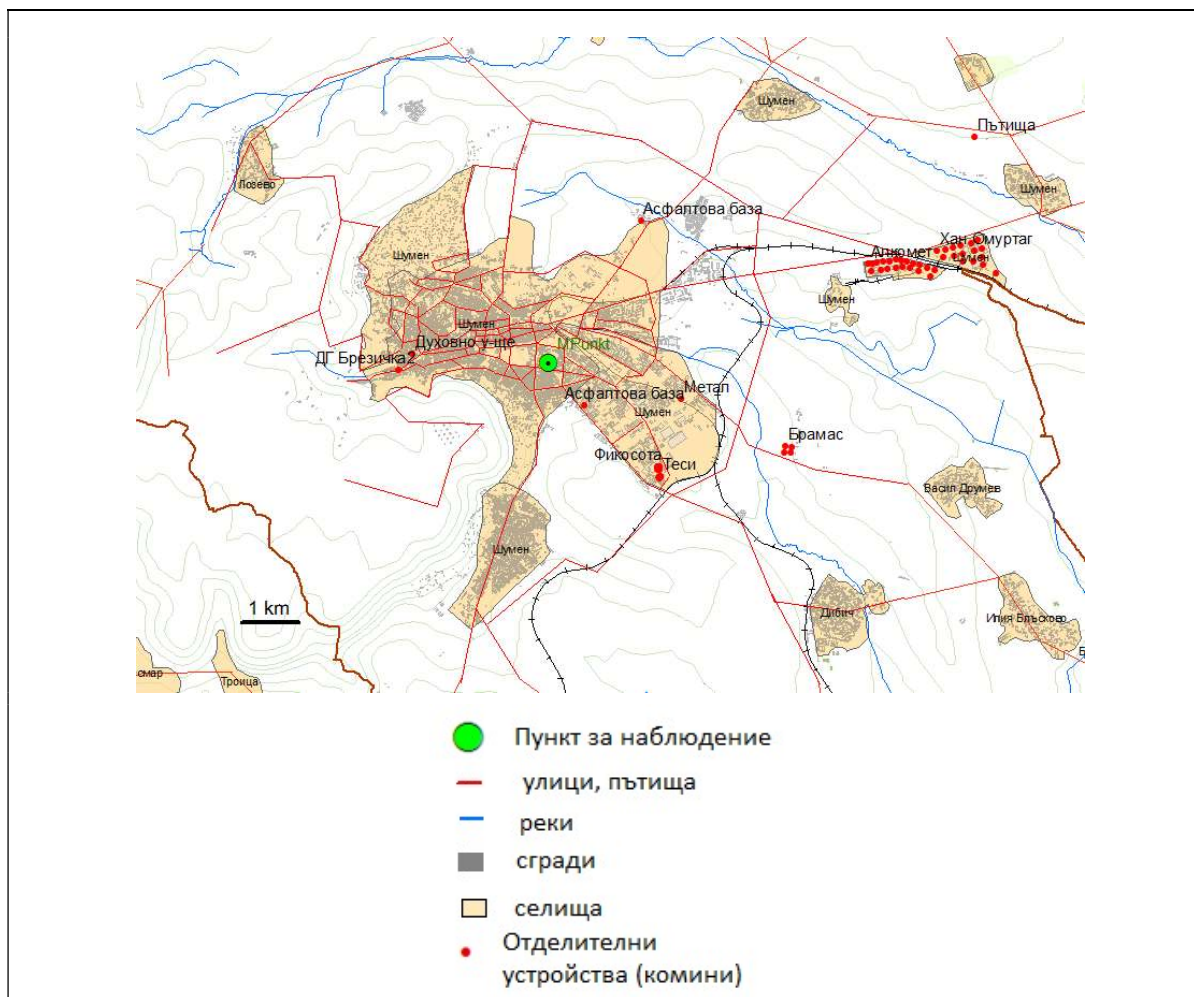 Шумен
Пътища
Лозево
Шумен
Асфалтова база
Хан Омуртаг
Алкомет
Шумен
Шумен
Шумен
Шумен
Духовно у-ще
MPunkt
ДГ Брезичка2
Асфалтова база
Метал
Шумен
Брамас
Фикосота
Теси
Васил Друмев
Шумен
1 km
Дибич
Илия Блъсково
смар
Троица
Пункт за наблюдение
улици, пътища
реки
сгради
селища
Отделителни
устройства (комини)